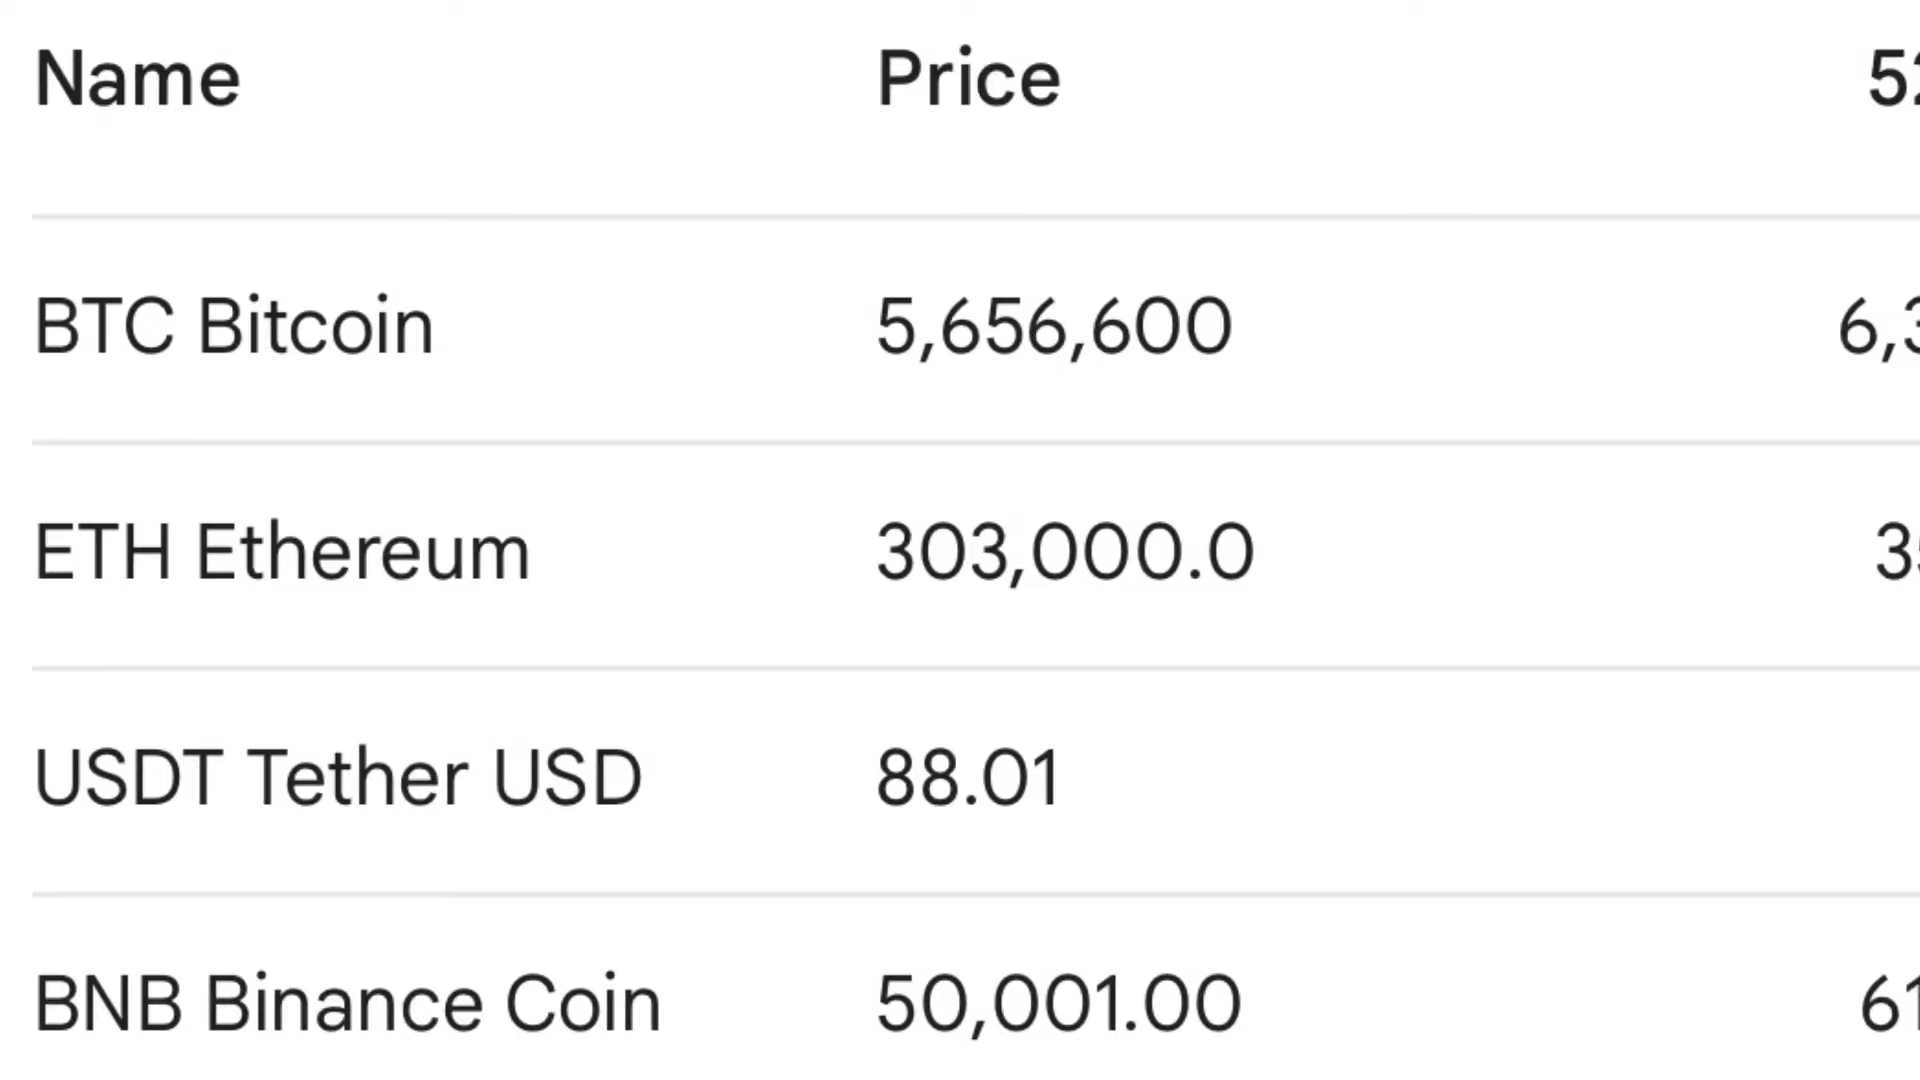 Name Price
BTC Bitcoin 5,656,600
ETH Ethereum 303,000.0
USDT Tether USD 88.01
BNB Binance Coin 50,001.00